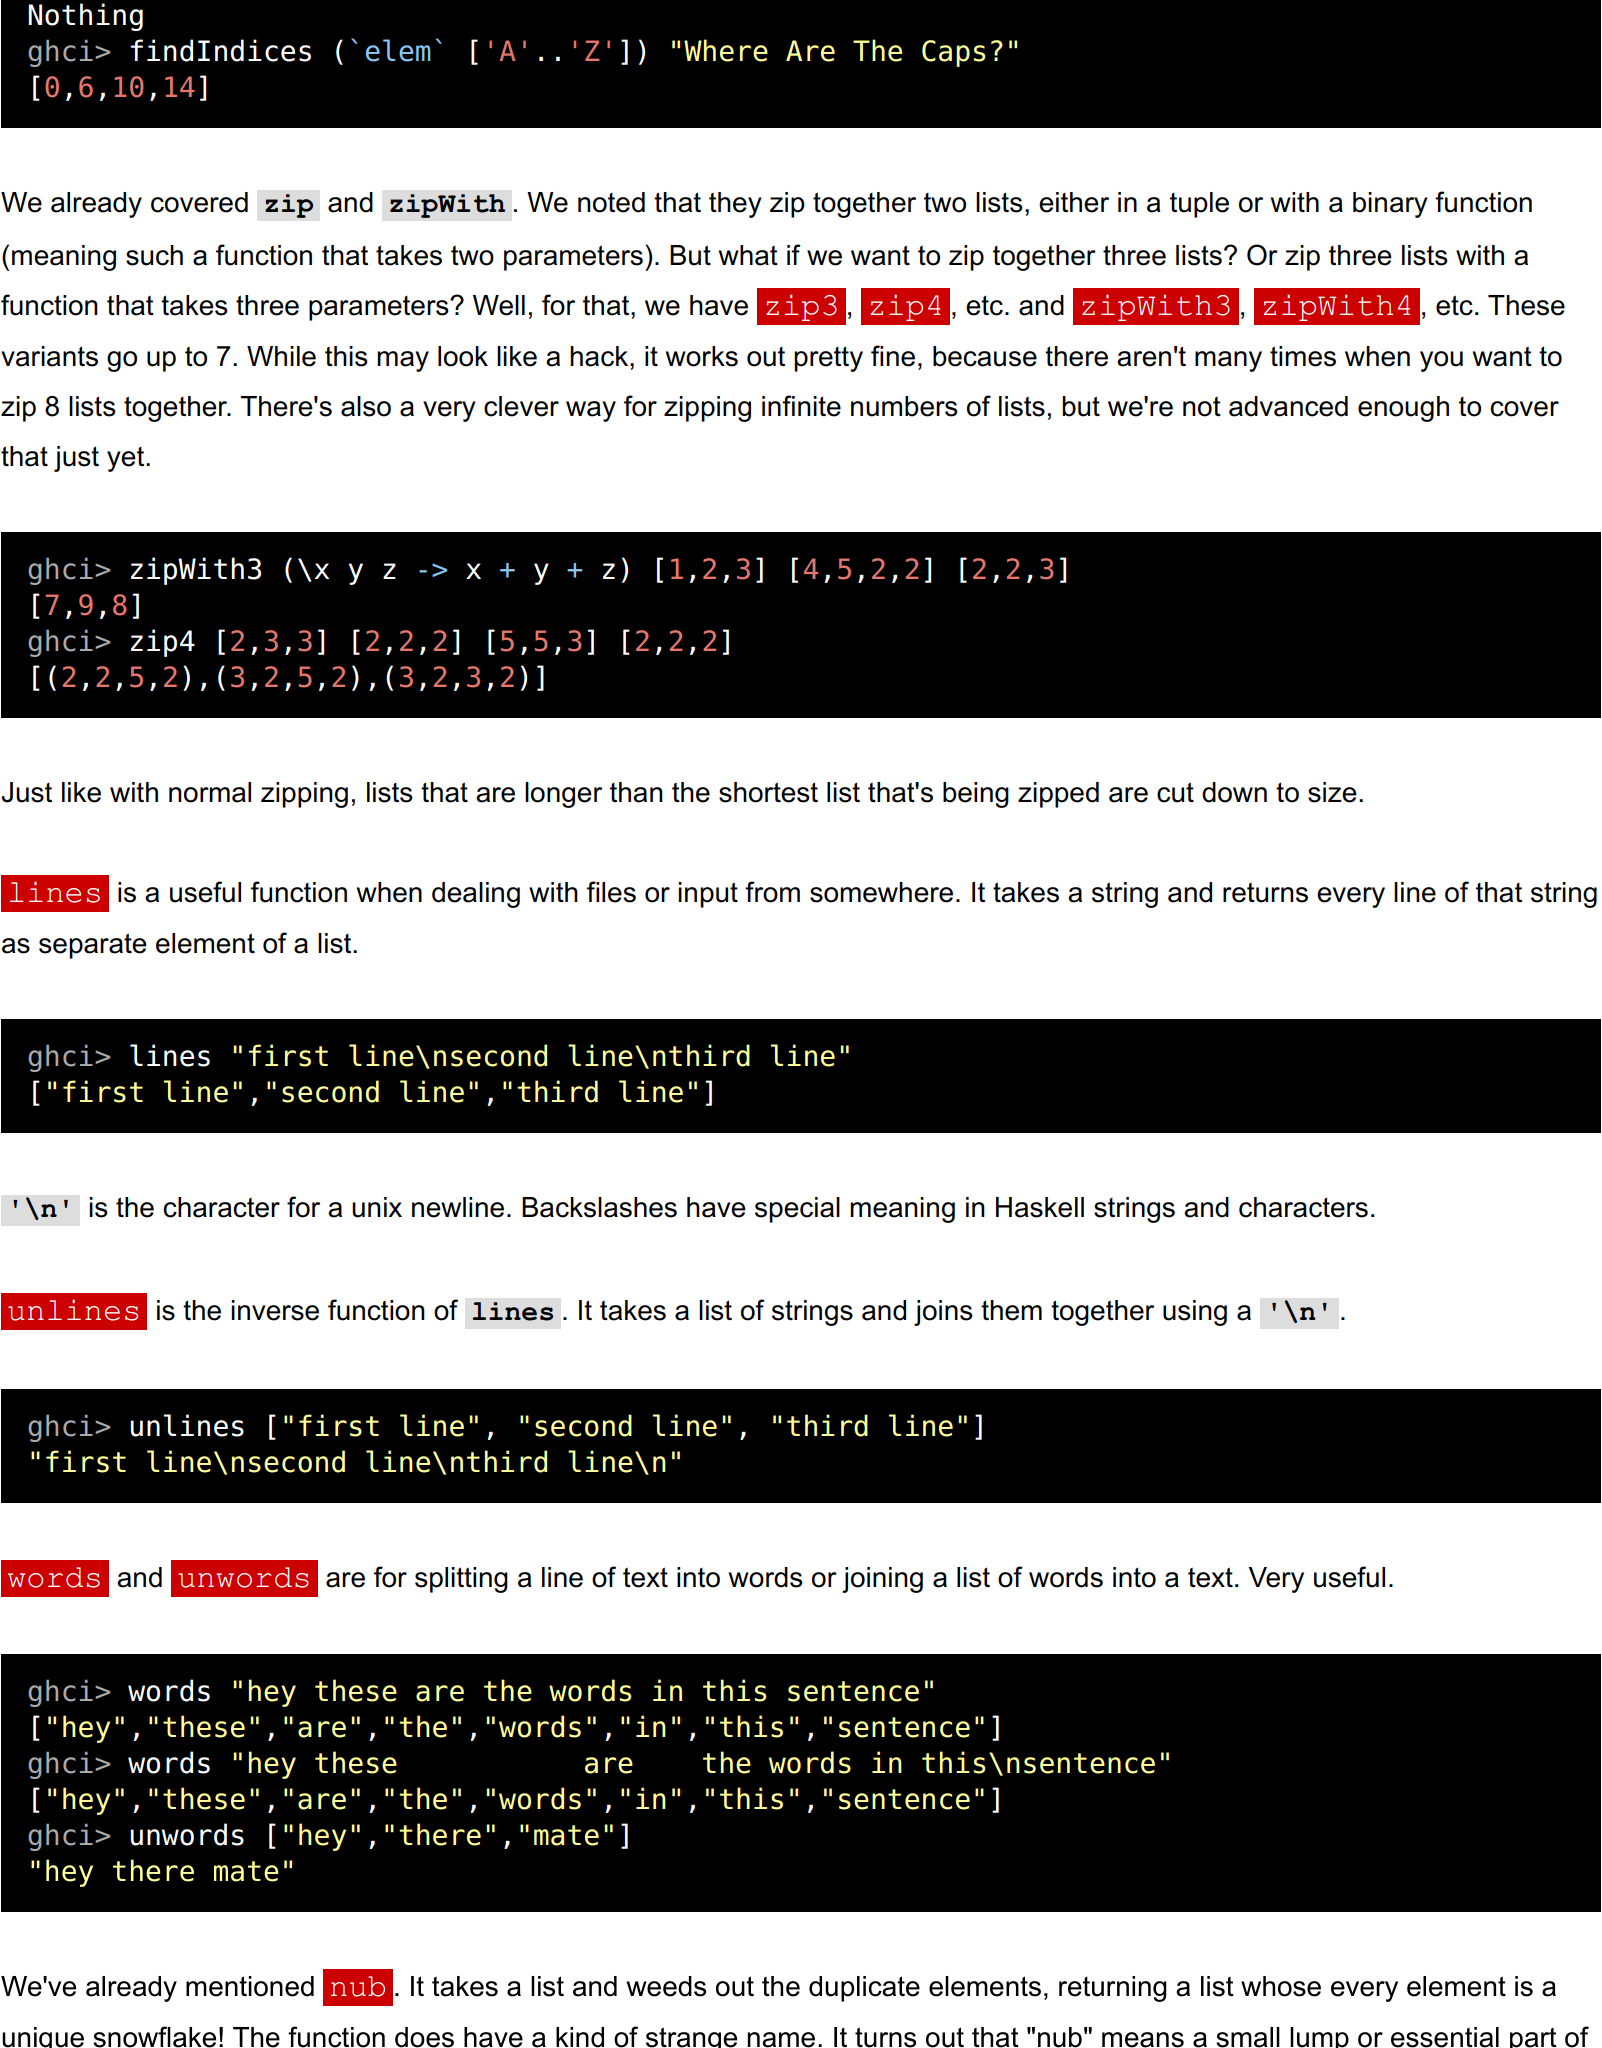 Nothing
ghci> findIndices (`elem` ['A'..'Z']) "Where Are The Caps?"
[0,6,10,14]
We already covered zip and zipWith. We noted that they zip together two lists, either in a tuple or with a binary function
(meaning such a function that takes two parameters). But what if we want to zip together three lists? Or zip three lists with a
function that takes three parameters? Well, for that, we have zip3, zip4, etc. and zipWith3, zipWith4, etc. These
variants go up to 7. While this may look like a hack, it works out pretty fine, because there aren't many times when you want to
zip 8 lists together. There's also a very clever way for zipping infinite numbers of lists, but we're not advanced enough to cover
that just yet.
ghci> zipWith3 (\x y z -> x + y + z) [1,2,3] [4,5,2,2] [2,2,3]
[7,9,8]
ghci> zip4 [2,3,3] [2,2,2] [5,5,3] [2,2,2]
[(2,2,5,2),(3,2,5,2),(3,2,3,2)]
Just like with normal zipping, lists that are longer than the shortest list that's being zipped are cut down to size.
lines is a useful function when dealing with files or input from somewhere. It takes a string and returns every line of that string
as separate element of a list.
ghci> lines "first line\nsecond line\nthird line"
["first line","second line","third line"]
'\n' is the character for a unix newline. Backslashes have special meaning in Haskell strings and characters.
unlines is the inverse function of lines. It takes a list of strings and joins them together using a '\n'.
ghci> unlines ["first line", "second line", "third line"]
"first line\nsecond line\nthird line\n"
words and unwords are for splitting a line of text into words or joining a list of words into a text. Very useful.
ghci> words "hey these are the words in this sentence"
["hey","these","are","the","words","in","this","sentence"]
ghci> words "hey these           are    the words in this\nsentence"
["hey","these","are","the","words","in","this","sentence"]
ghci> unwords ["hey","there","mate"]
"hey there mate"
We've already mentioned nub. It takes a list and weeds out the duplicate elements, returning a list whose every element is a
unique snowflake! The function does have a kind of strange name. It turns out that "nub" means a small lump or essential part of